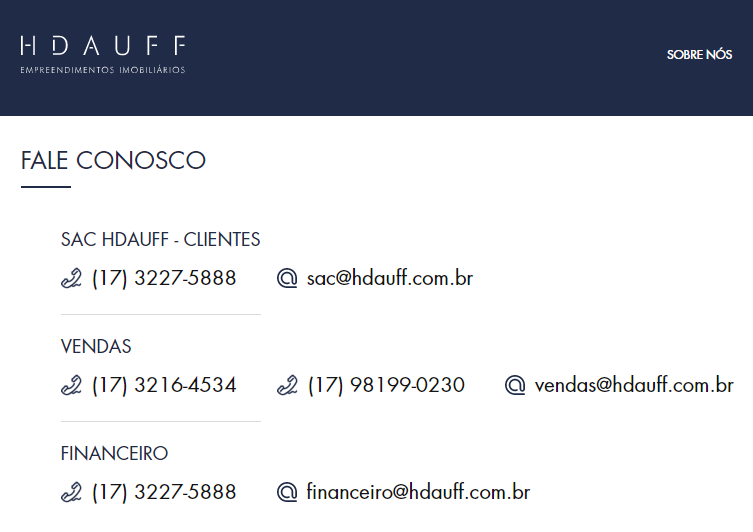 HDAUFF
EMPREENDIMENTOS IMOBILIÁRIOS
SOBRE NÓS
FALE CONOSCO
SAC HDAUFF - CLIENTES
(17) 3227-5888 sac@hdauff.com.br
VENDAS
(17) 3216-4534 (17) 98199-0230 vendas@hdauff.com.br
FINANCEIRO
(17) 3227-5888 financeiro@hdauff.com.br